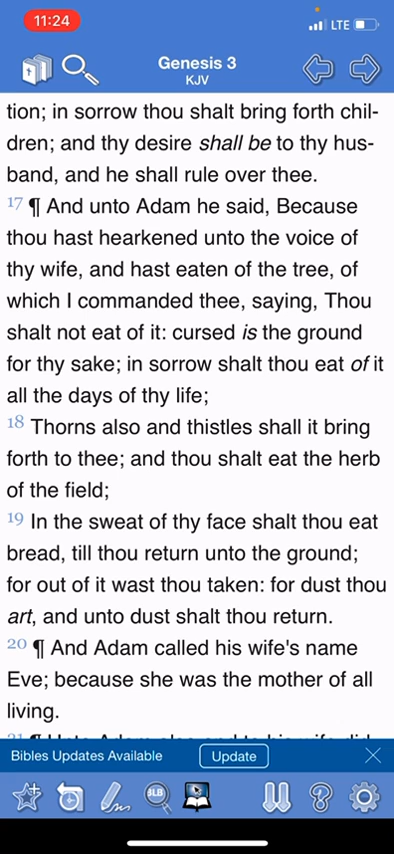 11:24
LTE
Genesis 3
KJV
tion; in sorrow thou shalt bring forth chil-
dren; and thy desire shall be to thy hus-
band, and he shall rule over thee.
17 ¶ And unto Adam he said, Because
thou hast hearkened unto the voice of
thy wife, and hast eaten of the tree, of
which I commanded thee, saying, Thou
shalt not eat of it: cursed is the ground
for thy sake; in sorrow shalt thou eat of it
all the days of thy life;
18 Thorns also and thistles shall it bring
forth to thee; and thou shalt eat the herb
of the field;
19 In the sweat of thy face shalt thou eat
bread, till thou return unto the ground;
for out of it wast thou taken: for dust thou
art, and unto dust shalt thou return.
20 ¶ And Adam called his wife's name
Eve; because she was the mother of all
living.
Bibles Updates Available
Update
BLB